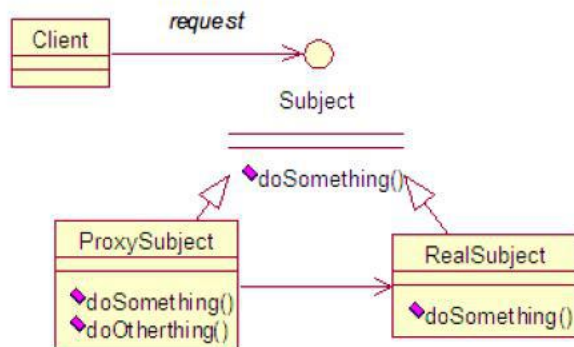 request
Client
Subject
doSomething()
ProxySubject
doSomething()
doOtherthing()
RealSubject
doSomething()